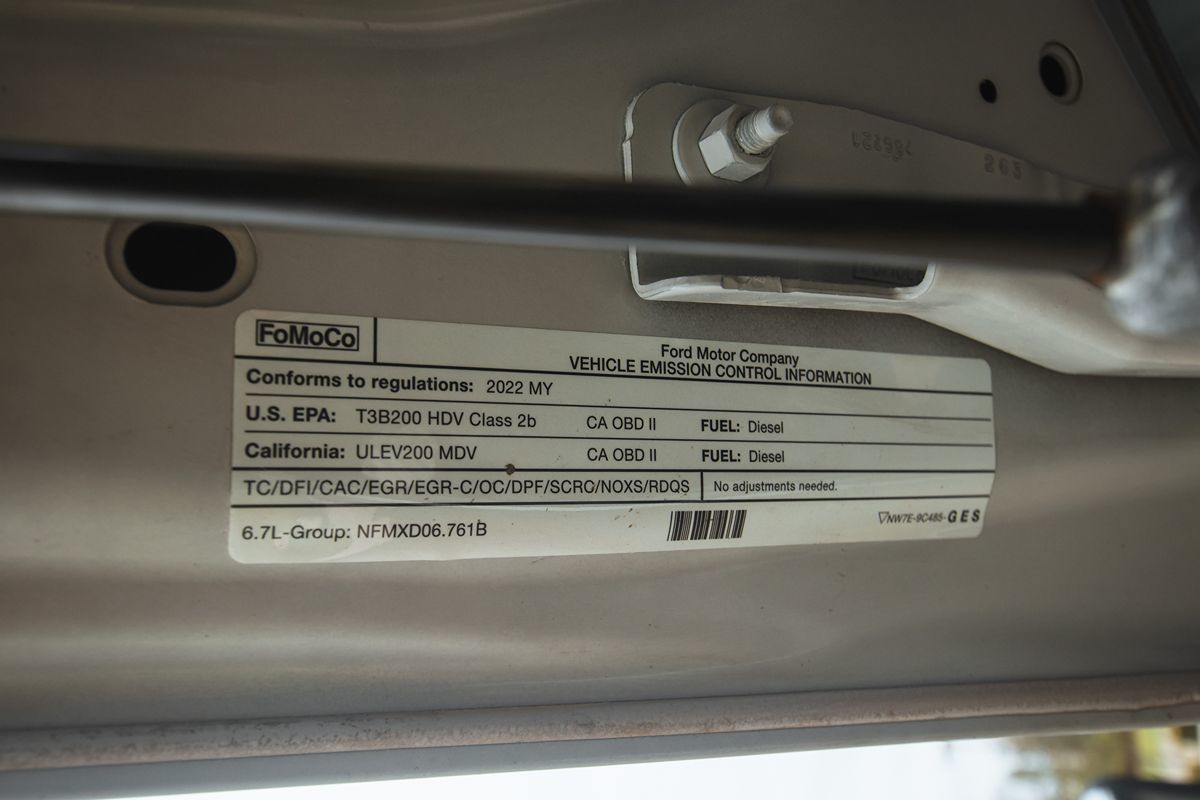 786221
263
FoMoCo
Ford Motor Company
VEHICLE EMISSION CONTROL INFORMATION
Conforms to regulations: 2022 MY
U.S. EPA: T3B200 HDV Class 2b CA OBD II FUEL: Diesel
California: ULEV200 MDV CA OBD II FUEL: Diesel
TC/DFI/CAC/EGR/EGR-C/OC/DPF/SCRC/NOXS/RDQS No adjustments needed.
6.7L-Group: NFMXD06.761B
NW7E-9C485-GES